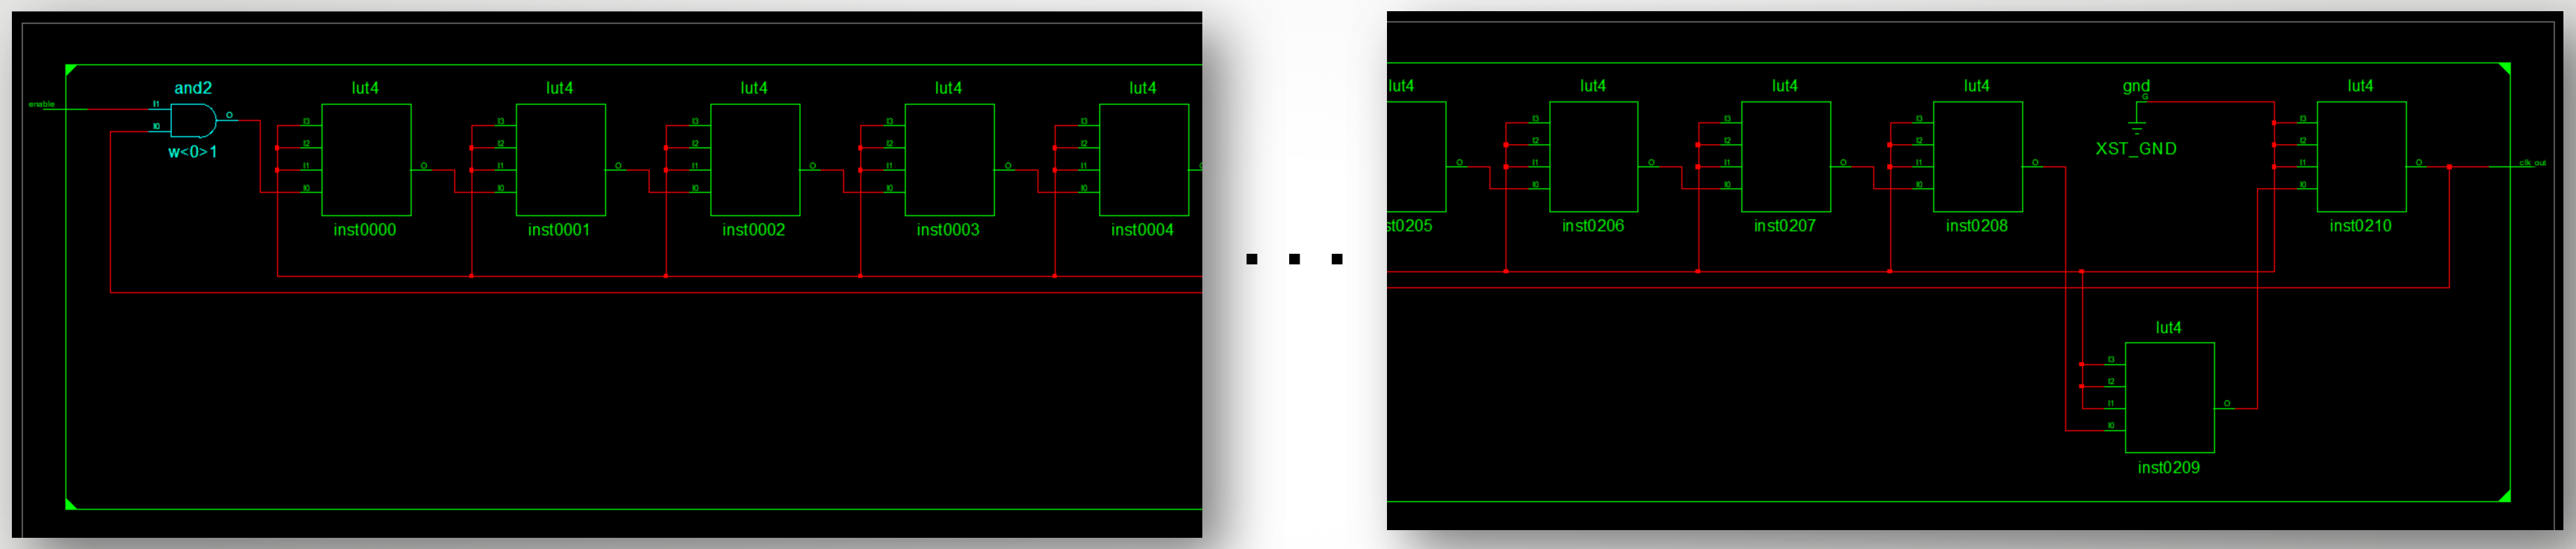 enable
and2
I1
I0
O
w<0>1
lut4
I3
I2
I1
I0
O
inst0000
lut4
I3
I2
I1
I0
O
inst0001
lut4
I3
I2
I1
I0
O
inst0002
lut4
I3
I2
I1
I0
O
inst0003
lut4
I3
I2
I1
I0
inst0004
...
lut4
O
st0205
lut4
I3
I2
I1
I0
O
inst0206
lut4
I3
I2
I1
I0
O
inst0207
lut4
I3
I2
I1
I0
O
inst0208
gnd
G
XST_GND
lut4
I3
I2
I1
I0
O
inst0210
clk_out
lut4
I3
I2
I1
I0
O
inst0209